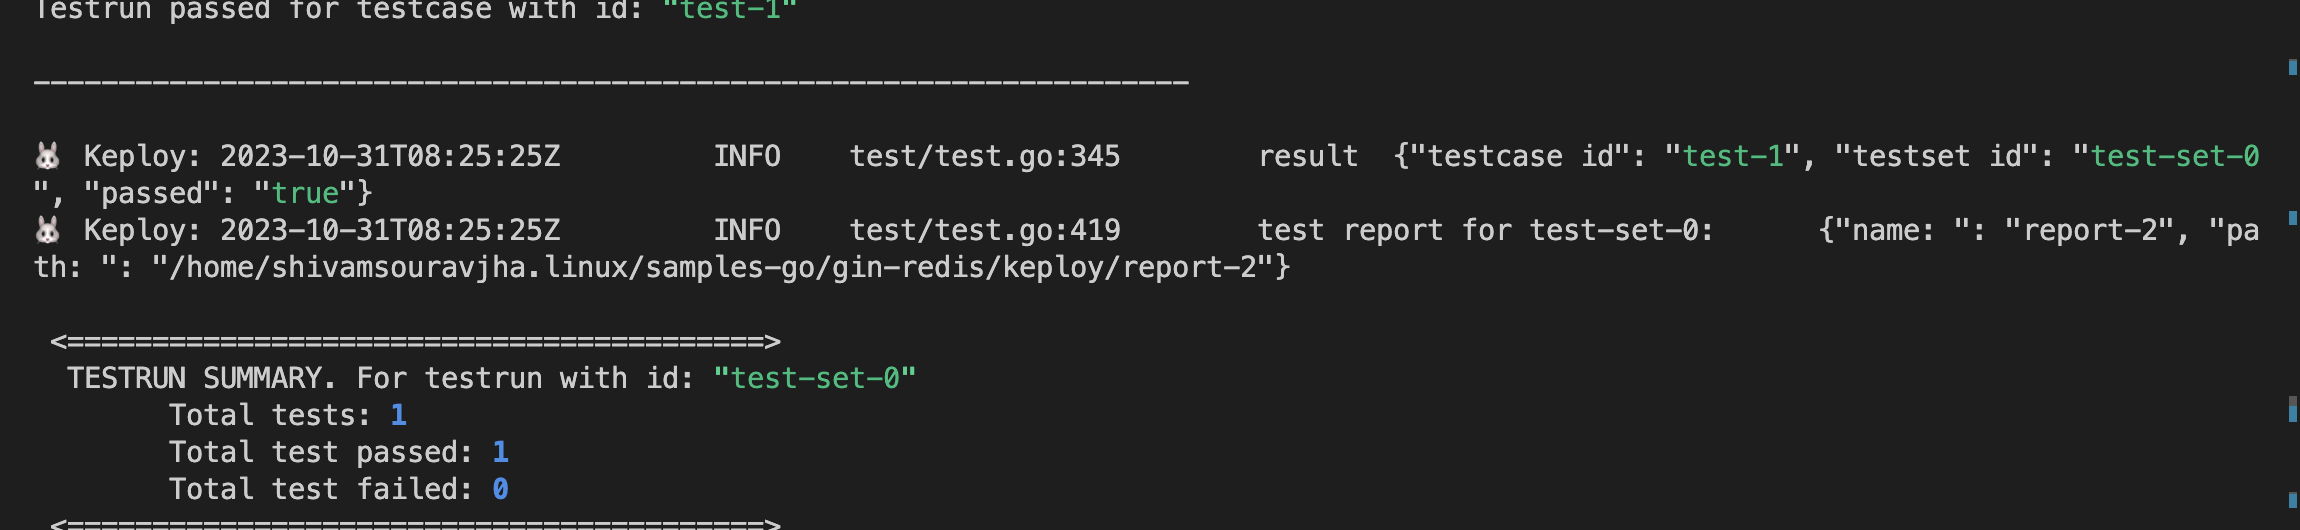 Testrun passed for testcase with id: "test-1"
--------------------------------------------------------------------
🐰 Keploy: 2023-10-31T08:25:25Z INFO test/test.go:345 result {"testcase id": "test-1", "testset id": "test-set-0
", "passed": "true"}
🐰 Keploy: 2023-10-31T08:25:25Z INFO test/test.go:419 test report for test-set-0: {"name: ": "report-2", "pa
th: ": "/home/shivamsouravjha.linux/samples-go/gin-redis/keploy/report-2"}
<=========================================>
TESTRUN SUMMARY. For testrun with id: "test-set-0"
Total tests: 1
Total test passed: 1
Total test failed: 0
<=========================================>